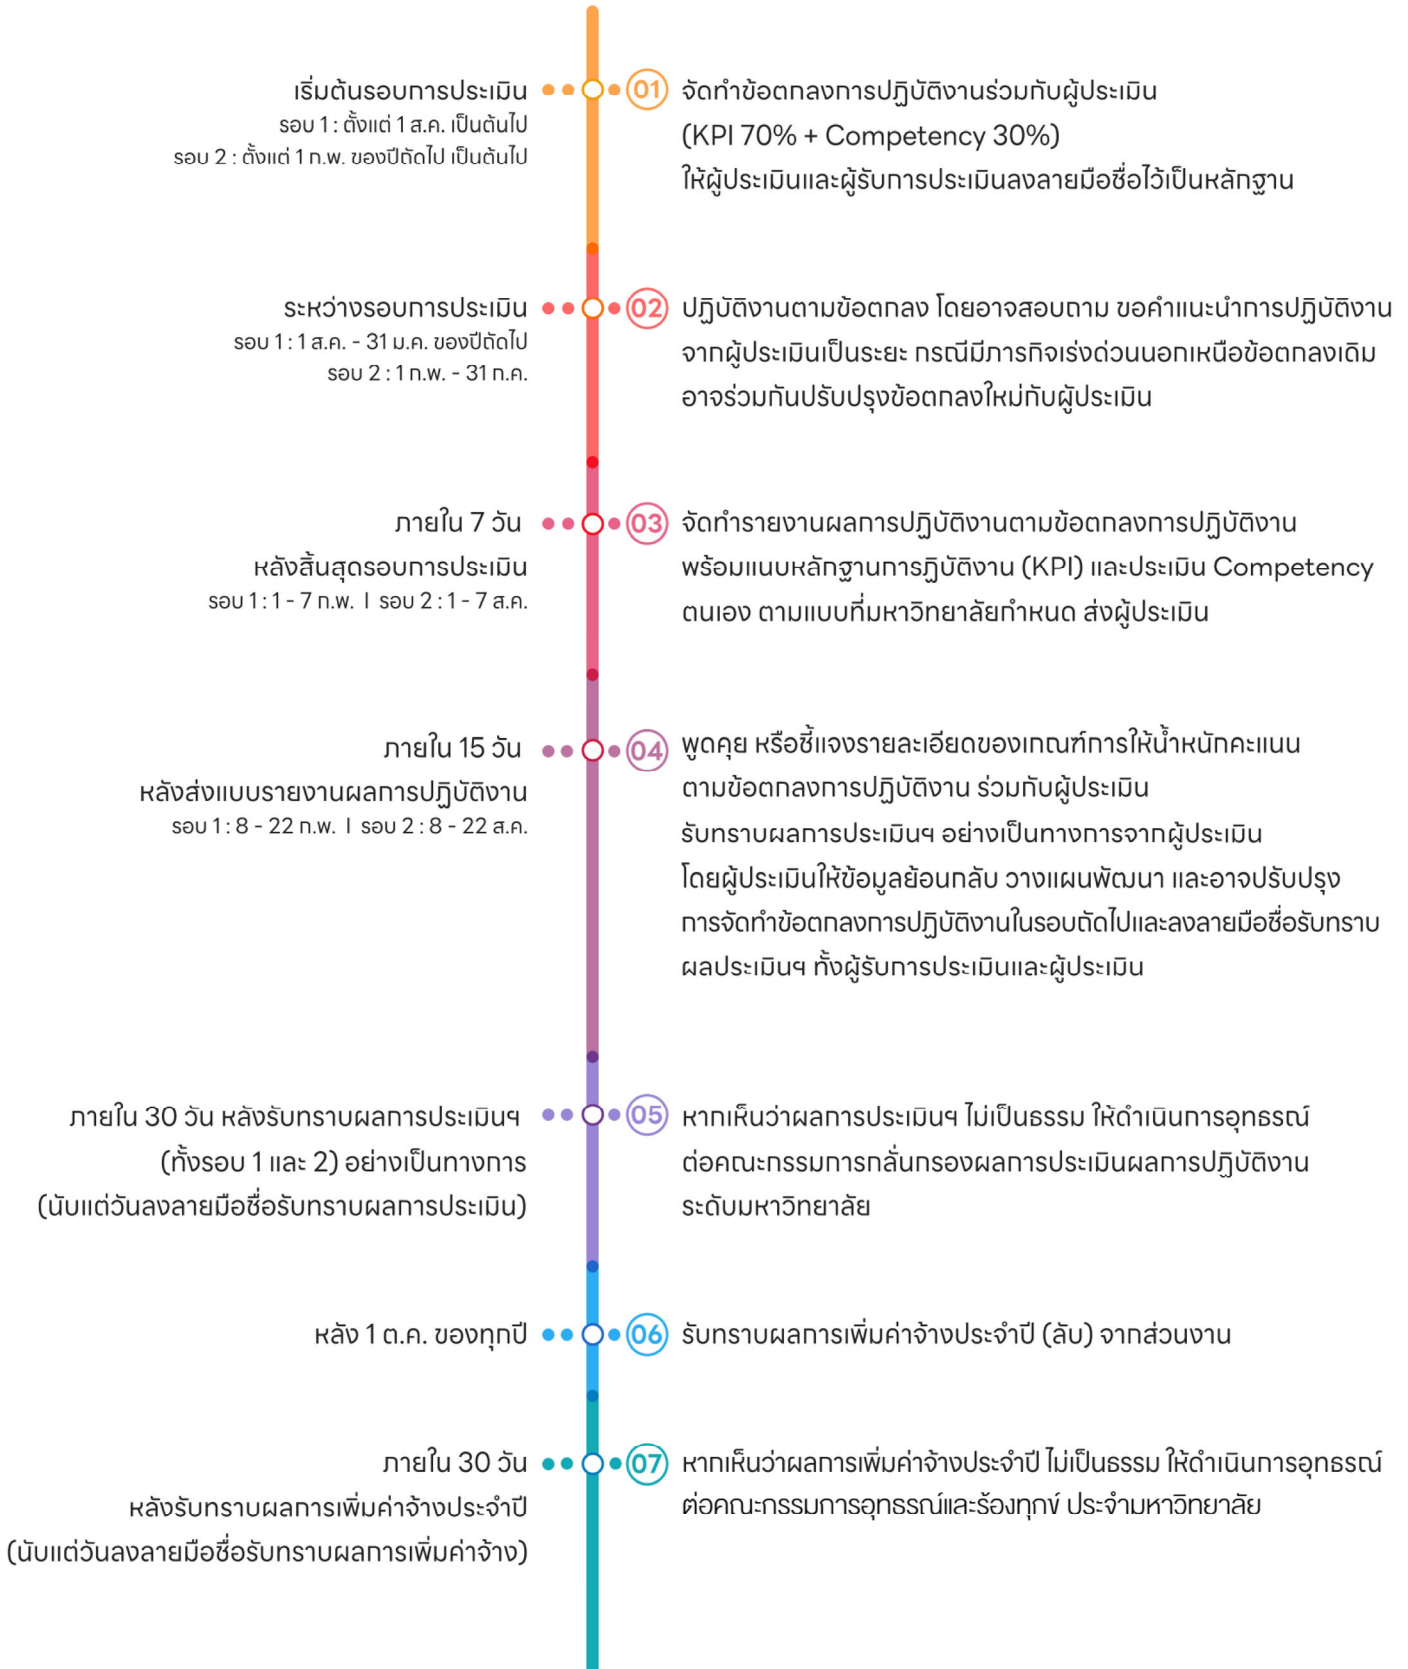 เริ่มต้นรอบการประเมิน
รอบ 1 : ตั้งแต่ 1 ส.ค. เป็นต้นไป
รอบ 2 : ตั้งแต่ 1 ก.พ. ของปีถัดไป เป็นต้นไป
01
จัดทำข้อตกลงการปฏิบัติงานร่วมกับผู้ประเมิน
(KPI 70% + Competency 30%)
ให้ผู้ประเมินและผู้รับการประเมินลงลายมือชื่อไว้เป็นหลักฐาน
ระหว่างรอบการประเมิน
รอบ 1 : 1 ส.ค. - 31 ม.ค. ของปีถัดไป
รอบ 2 : 1 ก.พ. - 31 ก.ค.
02
ปฏิบัติงานตามข้อตกลง โดยอาจสอบถาม ขอคำแนะนำการปฏิบัติงาน
จากผู้ประเมินเป็นระยะ กรณีมีภารกิจเร่งด่วนนอกเหนือข้อตกลงเดิม
อาจร่วมกันปรับปรุงข้อตกลงใหม่กับผู้ประเมิน
ภายใน 7 วัน
หลังสิ้นสุดรอบการประเมิน
รอบ 1 : 1 - 7 ก.พ. I รอบ 2 : 1 - 7 ส.ค.
03
จัดทำรายงานผลการปฏิบัติงานตามข้อตกลงการปฏิบัติงาน
พร้อมแนบหลักฐานการฏิบัติงาน (KPI) และประเมิน Competency
ตนเอง ตามแบบที่มหาวิทยาลัยกำหนด ส่งผู้ประเมิน
ภายใน 15 วัน
หลังส่งแบบรายงานผลการปฏิบัติงาน
รอบ 1 : 8 - 22 ก.พ. I รอบ 2 : 8 - 22 ส.ค.
04
พูดคุย หรือชี้แจงรายละเอียดของเกณฑ์การให้น้ำหนักคะแนน
ตามข้อตกลงการปฏิบัติงาน ร่วมกับผู้ประเมิน
รับทราบผลการประเมินฯ อย่างเป็นทางการจากผู้ประเมิน
โดยผู้ประเมินให้ข้อมูลย้อนกลับ วางแผนพัฒนา และอาจปรับปรุง
การจัดทำข้อตกลงการปฏิบัติงานในรอบถัดไปและลงลายมือชื่อรับทราบ
ผลประเมินฯ ทั้งผู้รับการประเมินและผู้ประเมิน
ภายใน 30 วัน หลังรับทราบผลการประเมินฯ
(ทั้งรอบ 1 และ 2) อย่างเป็นทางการ
(นับแต่วันลงลายมือชื่อรับทราบผลการประเมิน)
05
หากเห็นว่าผลการประเมินฯ ไม่เป็นธรรม ให้ดำเนินการอุทธรณ์
ต่อคณะกรรมการกลั่นกรองผลการประเมินผลการปฏิบัติงาน
ระดับมหาวิทยาลัย
หลัง 1 ต.ค. ของทุกปี
06
รับทราบผลการเพิ่มค่าจ้างประจำปี (ลับ) จากส่วนงาน
ภายใน 30 วัน
หลังรับทราบผลการเพิ่มค่าจ้างประจำปี
(นับแต่วันลงลายมือชื่อรับทราบผลการเพิ่มค่าจ้าง)
07
หากเห็นว่าผลการเพิ่มค่าจ้างประจำปี ไม่เป็นธรรม ให้ดำเนินการอุทธรณ์
ต่อคณะกรรมการอุทธรณ์และร้องทุกข์ ประจำมหาวิทยาลัย